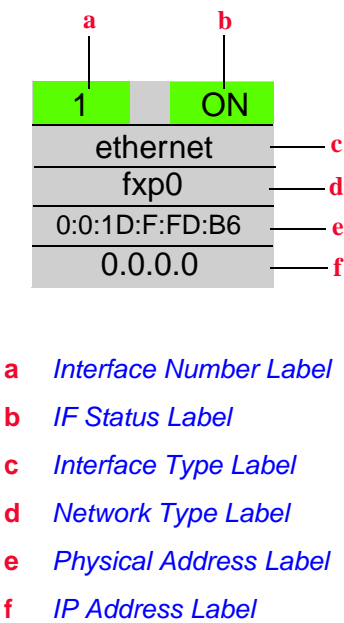 a b
1 ON
ethernet c
fxp0 d
0:0:1D:F:FD:B6 e
0.0.0.0 f
a Interface Number Label
b IF Status Label
c Interface Type Label
d Network Type Label
e Physical Address Label
f IP Address Label